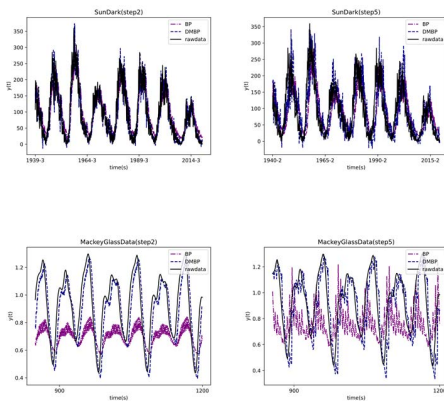 SunDark(step2)
BP
DMBP
rawdata
y(t)
350
300
250
200
150
100
50
0
1939-3
1964-3
1989-3
2014-3
time(s)
SunDark(step5)
BP
DMBP
rawdata
y(t)
350
300
250
200
150
100
50
0
1940-2
1965-2
1990-2
2015-2
time(s)
MackeyGlassData(step2)
BP
DMBP
rawdata
y(t)
1.2
1.0
0.8
0.6
0.4
900
1200
time(s)
MackeyGlassData(step5)
BP
DMBP
rawdata
y(t)
1.2
1.0
0.8
0.6
0.4
900
1200
time(s)